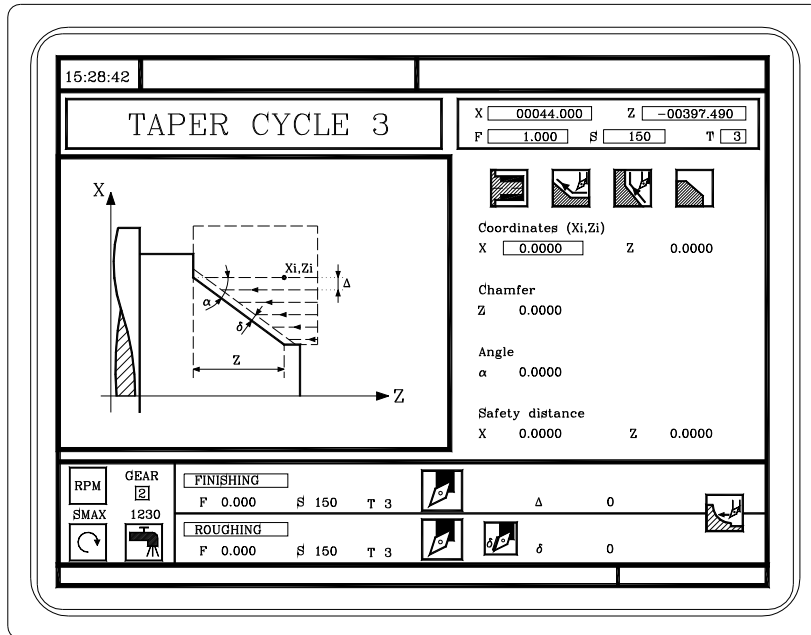 15:28:42
TAPER CYCLE 3
X 00044.000 Z -00397.490
F 1.000 S 150 T 3
X
Xi,Zi
Δ
α
δ
Z
Z
Coordinates (Xi,Zi)
X 0.0000 Z 0.0000
Chamfer
Z 0.0000
Angle
α 0.0000
Safety distance
X 0.0000 Z 0.0000
RPM
GEAR
2
SMAX 1230
FINISHING
F 0.000 S 150 T 3 Δ 0
ROUGHING
F 0.000 S 150 T 3 δ δ 0